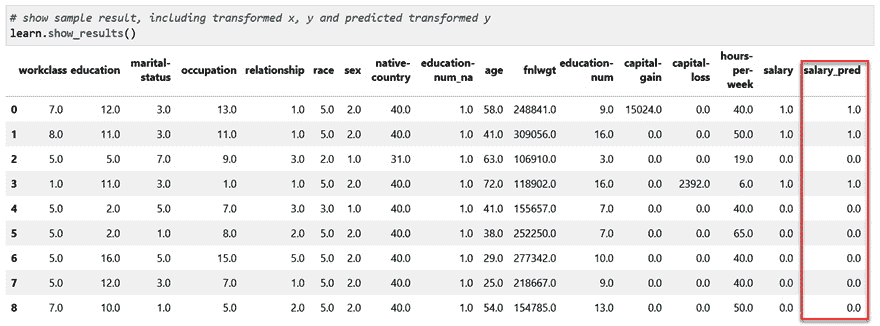 # show sample result, including transformed x, y and predicted transformed y
learn.show_results()
workclass education marital-status occupation relationship race sex native-country education-num_na age fnlwgt education-num capital-gain capital-loss hours-per-week salary salary_pred
0 7.0 12.0 3.0 13.0 1.0 5.0 2.0 40.0 1.0 58.0 248841.0 9.0 15024.0 0.0 40.0 1.0 1.0
1 8.0 11.0 3.0 11.0 1.0 5.0 2.0 40.0 1.0 41.0 309056.0 16.0 0.0 0.0 50.0 1.0 1.0
2 5.0 5.0 7.0 9.0 3.0 2.0 1.0 31.0 1.0 63.0 106910.0 3.0 0.0 0.0 19.0 0.0 0.0
3 1.0 11.0 3.0 1.0 1.0 5.0 2.0 40.0 1.0 72.0 118902.0 16.0 0.0 2392.0 6.0 1.0 1.0
4 5.0 2.0 5.0 7.0 3.0 3.0 1.0 40.0 1.0 41.0 155657.0 7.0 0.0 0.0 40.0 0.0 0.0
5 5.0 2.0 1.0 8.0 2.0 5.0 2.0 40.0 1.0 38.0 252250.0 7.0 0.0 0.0 65.0 0.0 0.0
6 5.0 16.0 5.0 15.0 5.0 5.0 2.0 40.0 1.0 29.0 277342.0 10.0 0.0 0.0 40.0 0.0 0.0
7 5.0 12.0 3.0 7.0 1.0 5.0 2.0 40.0 1.0 25.0 218667.0 9.0 0.0 0.0 40.0 0.0 0.0
8 7.0 10.0 1.0 5.0 2.0 5.0 2.0 40.0 1.0 54.0 154785.0 13.0 0.0 0.0 50.0 0.0 0.0